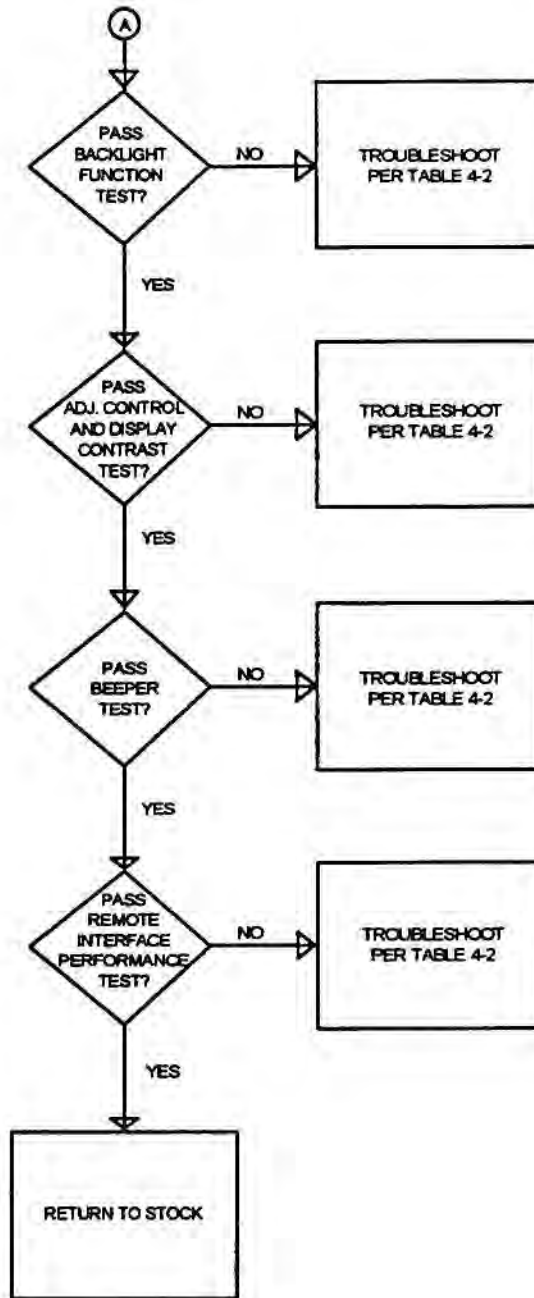 A
PASS
BACKLIGHT
FUNCTION
TEST?
NO
TROUBLESHOOT
PER TABLE 4-2
YES
PASS
ADJ. CONTROL
AND DISPLAY
CONTRAST
TEST?
NO
TROUBLESHOOT
PER TABLE 4-2
YES
PASS
BEEPER
TEST?
NO
TROUBLESHOOT
PER TABLE 4-2
YES
PASS
REMOTE
INTERFACE
PERFORMANCE
TEST?
NO
TROUBLESHOOT
PER TABLE 4-2
YES
RETURN TO STOCK